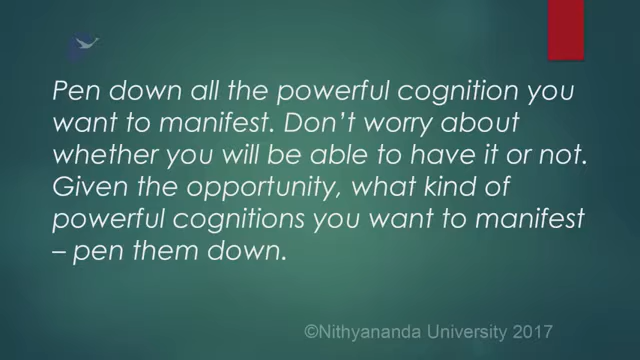 Pen down all the powerful cognition you
want to manifest. Don't worry about
whether you will be able to have it or not.
Given the opportunity, what kind of
powerful cognitions you want to manifest
– pen them down.
©Nithyananda University 2017